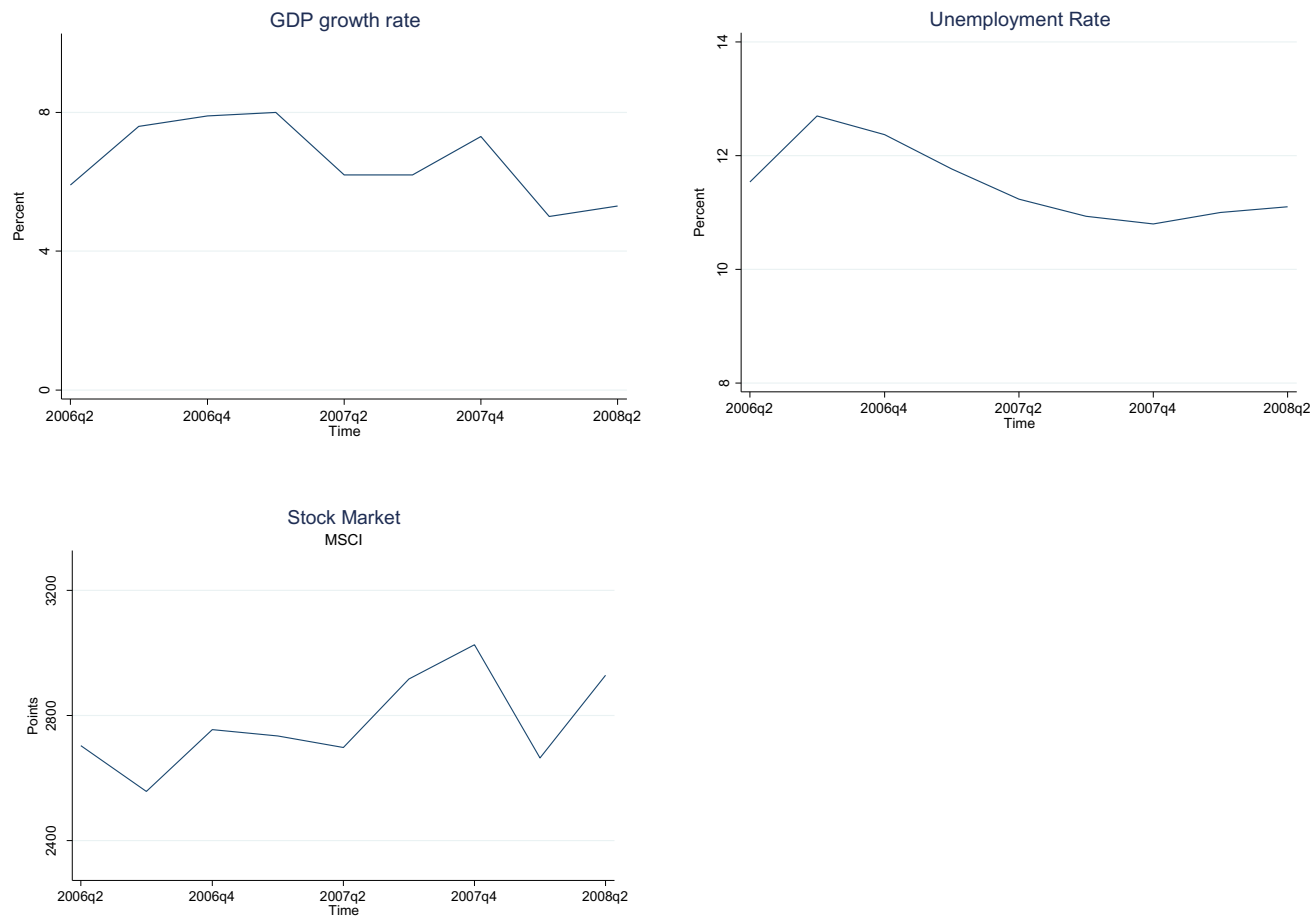 GDP growth rate
Percent
8
4
0
2006q2 2006q4 2007q2 2007q4 2008q2
Time
Unemployment Rate
Percent
14
12
10
8
2006q2 2006q4 2007q2 2007q4 2008q2
Time
Stock Market
MSCI
Points
3200
2800
2400
2006q2 2006q4 2007q2 2007q4 2008q2
Time